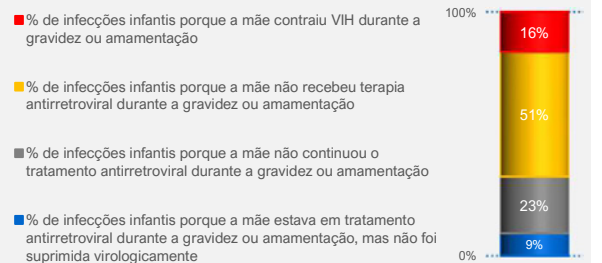 % de infecções infantis porque a mãe contraiu VIH durante a
gravidez ou amamentação
% de infecções infantis porque a mãe não recebeu terapia
antirretroviral durante a gravidez ou amamentação
% de infecções infantis porque a mãe não continuou o
tratamento antirretroviral durante a gravidez ou amamentação
% de infecções infantis porque a mãe estava em tratamento
antirretroviral durante a gravidez ou amamentação, mas não foi
suprimida virologicamente
100%
16%
51%
23%
9%
0%